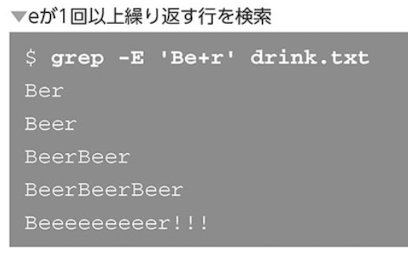 ▼eが1回以上繰り返す行を検索
$ grep -E 'Be+r' drink.txt
Ber
Beer
BeerBeer
BeerBeerBeer
Beeeeeeeeer!!!